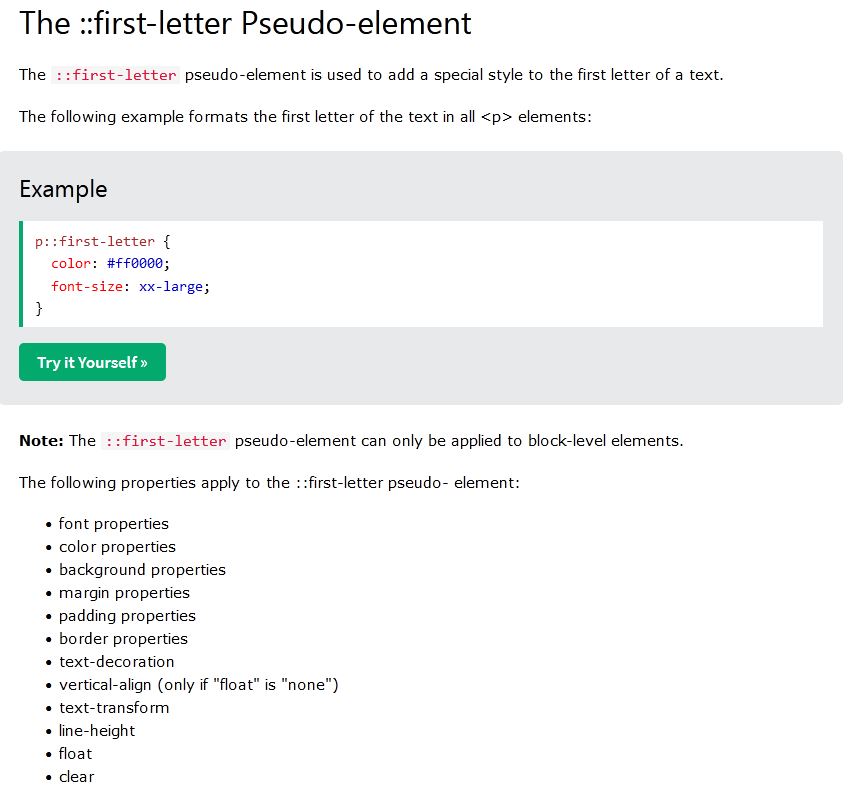 The ::first-letter Pseudo-element
The ::first-letter pseudo-element is used to add a special style to the first letter of a text.
The following example formats the first letter of the text in all <p> elements:
Example
p::first-letter {
  color: #ff0000;
  font-size: xx-large;
}
Try it Yourself »
Note: The ::first-letter pseudo-element can only be applied to block-level elements.
The following properties apply to the ::first-letter pseudo- element:
• font properties
• color properties
• background properties
• margin properties
• padding properties
• border properties
• text-decoration
• vertical-align (only if "float" is "none")
• text-transform
• line-height
• float
• clear